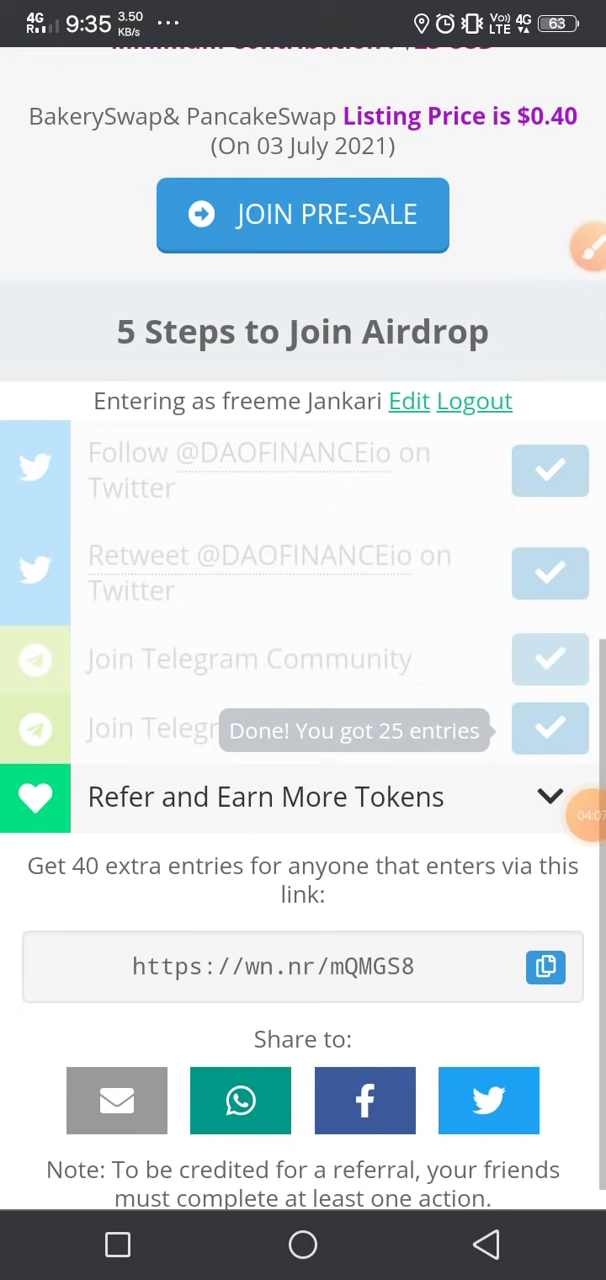 4G
R
9:35
3.50
KB/s
...
Vo))
LTE
4G
63
BakerySwap& PancakeSwap Listing Price is $0.40
(On 03 July 2021)
JOIN PRE-SALE
5 Steps to Join Airdrop
Entering as freeme Jankari Edit Logout
Follow @DAOFINANCEio on
Twitter
Retweet @DAOFINANCEio on
Twitter
Join Telegram Community
Join Telegr
Done! You got 25 entries
Refer and Earn More Tokens
04:07
Get 40 extra entries for anyone that enters via this
link:
https://wn.nr/mQMGS8
Share to:
Note: To be credited for a referral, your friends
must complete at least one action.